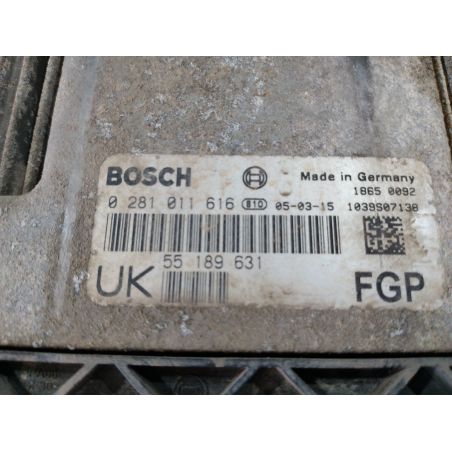 BOSCH Made in Germany
1865 0092
0 281 011 616 B10 05-03-15 1039S07138
55 189 631
UK FGP